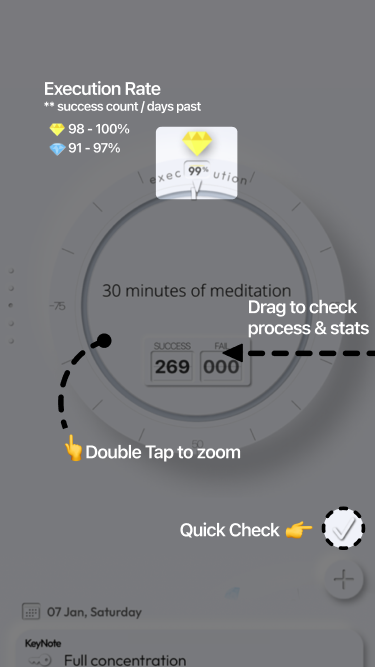 Execution Rate
** success count / days past
98 - 100%
91 - 97%
execution
99%
-75
30 minutes of meditation
Drag to check
process & stats
SUCCESS FAIL
269 000
Double Tap to zoom
60
Quick Check
07 Jan, Saturday
KeyNote
Full concentration